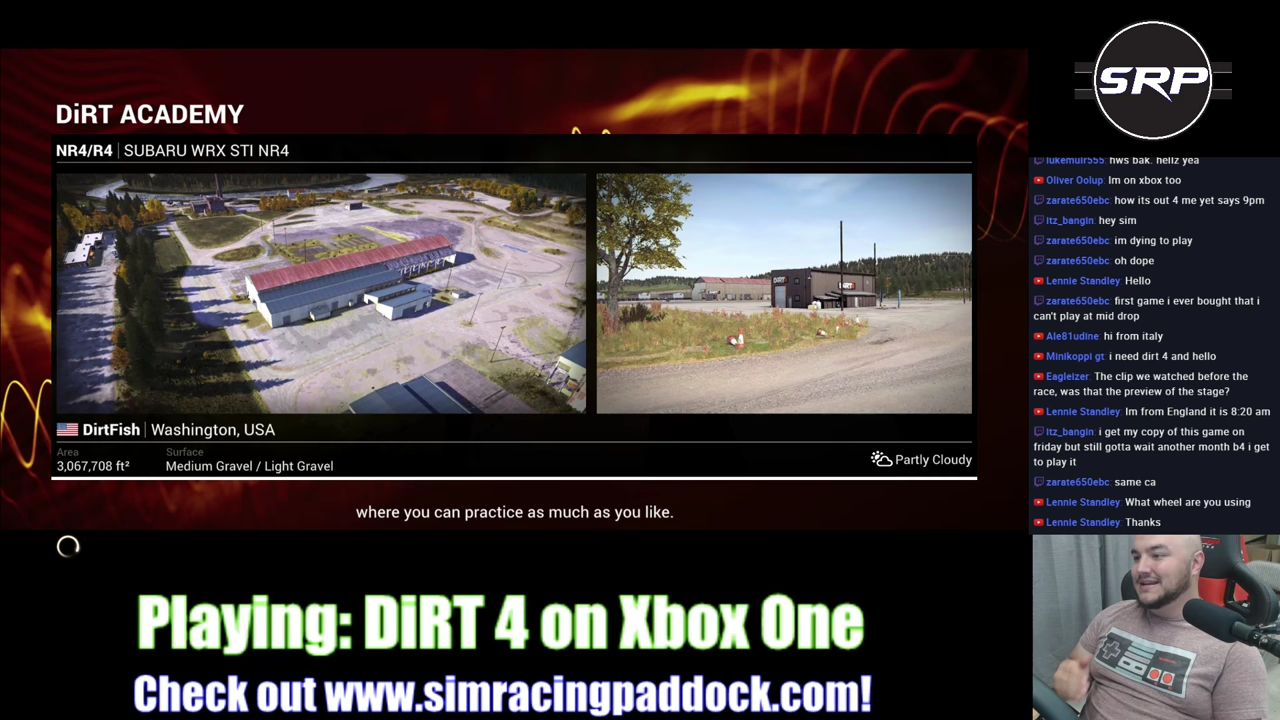 DiRT ACADEMY
NR4/R4 | SUBARU WRX STI NR4
DirtFish | Washington, USA
Area
3,067,708 ft²
Surface
Medium Gravel / Light Gravel
Partly Cloudy
where you can practice as much as you like.
Playing: DiRT 4 on Xbox One
Check out www.simracingpaddock.com!
SRP
lukemuir555: hws bak. hellz yea
Oliver Oolup: Im on xbox too
zarate650ebc: how its out 4 me yet says 9pm
itz_bangin: hey sim
zarate650ebc: im dying to play
zarate650ebc: oh dope
Lennie Standley: Hello
zarate650ebc: first game i ever bought that i
can't play at mid drop
Ale81udine: hi from italy
Minikoppi gt: i need dirt 4 and hello
Eagleizer: The clip we watched before the
race, was that the preview of the stage?
Lennie Standley: Im from England it is 8:20 am
itz_bangin: i get my copy of this game on
friday but still gotta wait another month b4 i get
to play it
zarate650ebc: same ca
Lennie Standley: What wheel are you using
Lennie Standley: Thanks